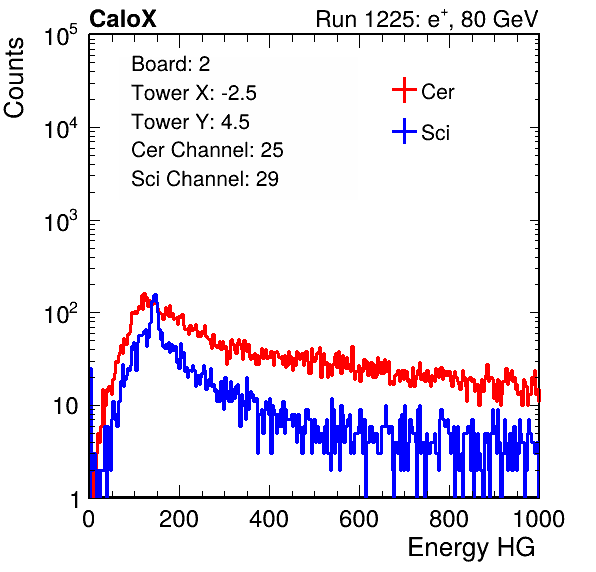 CaloX Run 1225: e⁺, 80 GeV
Counts
10⁵
10⁴
10³
10²
10
1
Board: 2
Tower X: -2.5
Tower Y: 4.5
Cer Channel: 25
Sci Channel: 29
Cer
Sci
0 200 400 600 800 1000
Energy HG